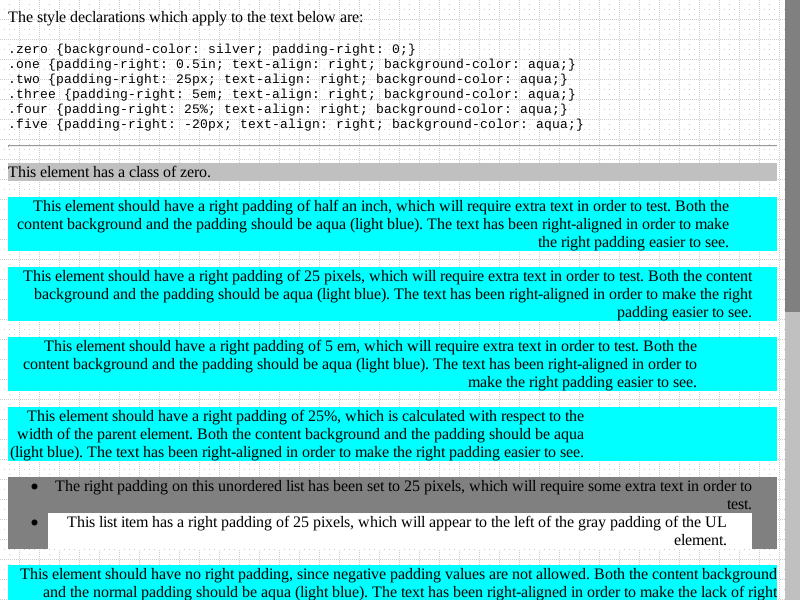 The style declarations which apply to the text below are:
.zero {background-color: silver; padding-right: 0;}
.one {padding-right: 0.5in; text-align: right; background-color: aqua;}
.two {padding-right: 25px; text-align: right; background-color: aqua;}
.three {padding-right: 5em; text-align: right; background-color: aqua;}
.four {padding-right: 25%; text-align: right; background-color: aqua;}
.five {padding-right: -20px; text-align: right; background-color: aqua;}
This element has a class of zero.
This element should have a right padding of half an inch, which will require extra text in order to test. Both the
content background and the padding should be aqua (light blue). The text has been right-aligned in order to make
the right padding easier to see.
This element should have a right padding of 25 pixels, which will require extra text in order to test. Both the content
background and the padding should be aqua (light blue). The text has been right-aligned in order to make the right
padding easier to see.
This element should have a right padding of 5 em, which will require extra text in order to test. Both the
content background and the padding should be aqua (light blue). The text has been right-aligned in order to
make the right padding easier to see.
This element should have a right padding of 25%, which is calculated with respect to the
width of the parent element. Both the content background and the padding should be aqua
(light blue). The text has been right-aligned in order to make the right padding easier to see.
• The right padding on this unordered list has been set to 25 pixels, which will require some extra text in order to
test.
• This list item has a right padding of 25 pixels, which will appear to the left of the gray padding of the UL
element.
This element should have no right padding, since negative padding values are not allowed. Both the content background
and the normal padding should be aqua (light blue). The text has been right-aligned in order to make the lack of right